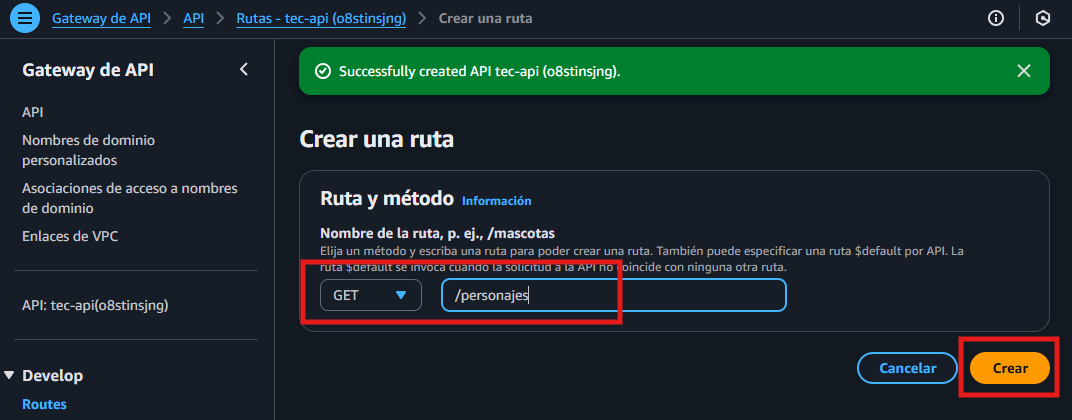 Gateway de API > API > Rutas - tec-api (o8stinsjng) > Crear una ruta
Gateway de API
API
Nombres de dominio
personalizados
Asociaciones de acceso a nombres
de dominio
Enlaces de VPC
API: tec-api(o8stinsjng)
Develop
Routes
Successfully created API tec-api (o8stinsjng).
Crear una ruta
Ruta y método Información
Nombre de la ruta, p. ej., /mascotas
Elija un método y escriba una ruta para poder crear una ruta. También puede especificar una ruta $default por API. La
ruta $default se invoca cuando la solicitud a la API no coincide con ninguna otra ruta.
GET /personajes
Cancelar Crear